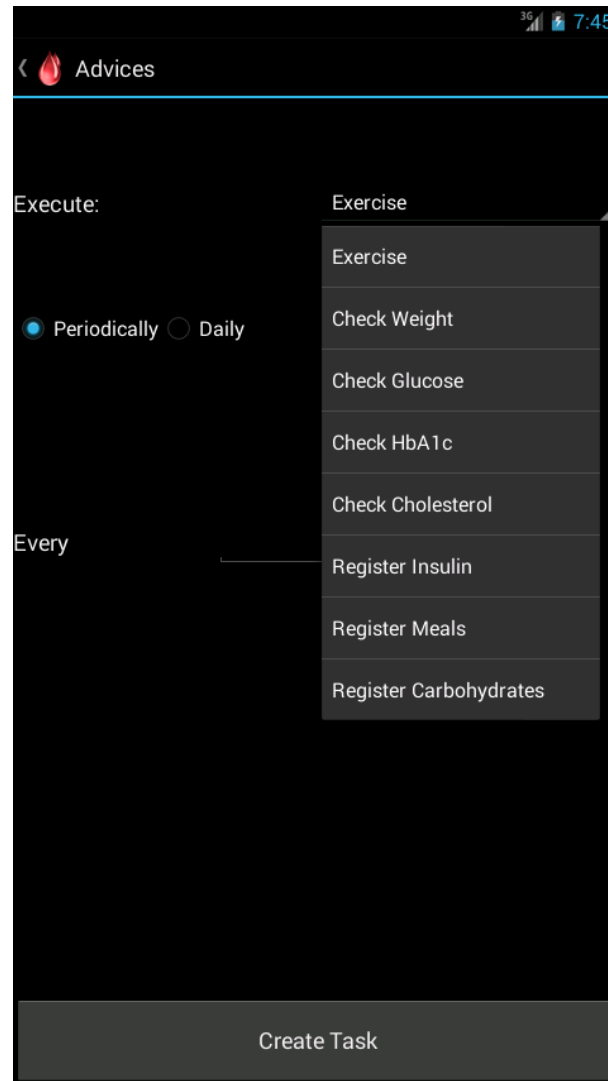 3G 7:45
Advices
Execute: Exercise
Exercise
Periodically Daily Check Weight
Check Glucose
Check HbA1c
Check Cholesterol
Every
Register Insulin
Register Meals
Register Carbohydrates
Create Task